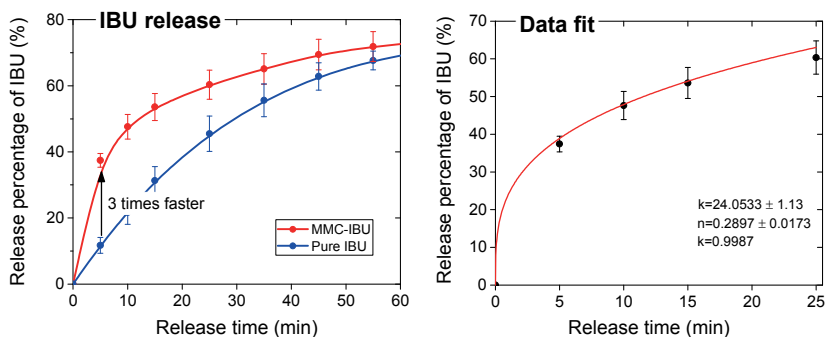 IBU release
Release percentage of IBU (%)
80
60
40
20
0
3 times faster
MMC-IBU
Pure IBU
0 10 20 30 40 50 60
Release time (min)
Data fit
Release percentage of IBU (%)
70
60
50
40
30
20
10
0
k=24.0533 ± 1.13
n=0.2897 ± 0.0173
k=0.9987
0 5 10 15 20 25
Release time (min)